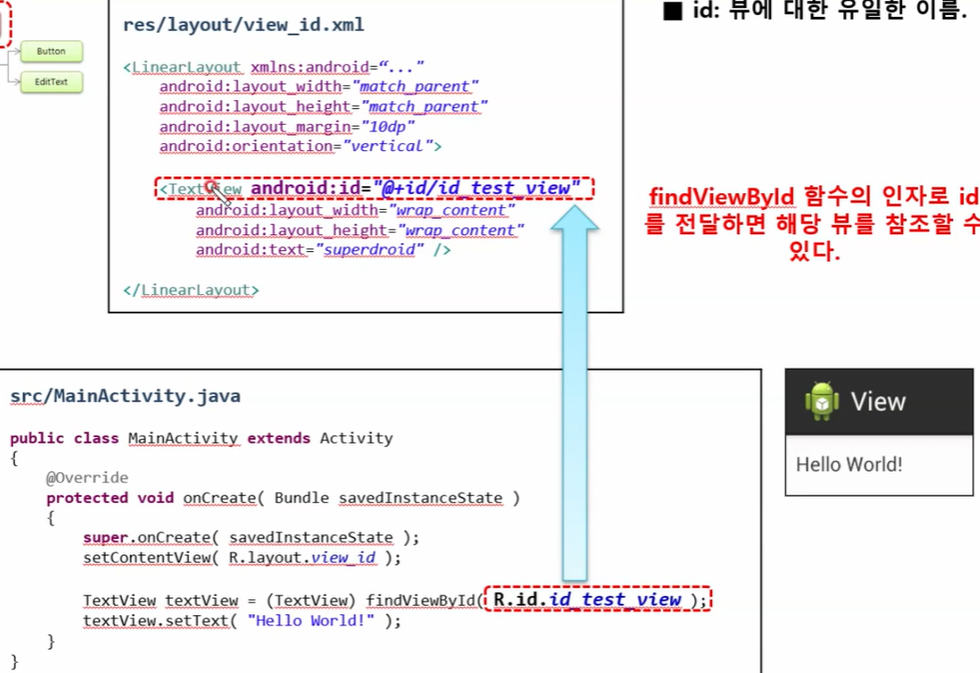 ■ id: 뷰에 대한 유일한 이름.
Button
EditText
res/layout/view_id.xml
<LinearLayout xmlns:android=“..."
android:layout_width="match_parent"
android:layout_height="match_parent"
android:layout_margin="10dp"
android:orientation="vertical">
<TextView android:id="@+id/id_test_view"
android:layout_width="wrap_content"
android:layout_height="wrap_content"
android:text="superdroid" />
</LinearLayout>
findViewById 함수의 인자로 id
를 전달하면 해당 뷰를 참조할 수
있다.
src/MainActivity.java
public class MainActivity extends Activity
{
@Override
protected void onCreate( Bundle savedInstanceState )
{
super.onCreate( savedInstanceState );
setContentView( R.layout.view_id );
TextView textView = (TextView) findViewById( R.id.id_test_view );
textView.setText( "Hello World!" );
}
}
View
Hello World!